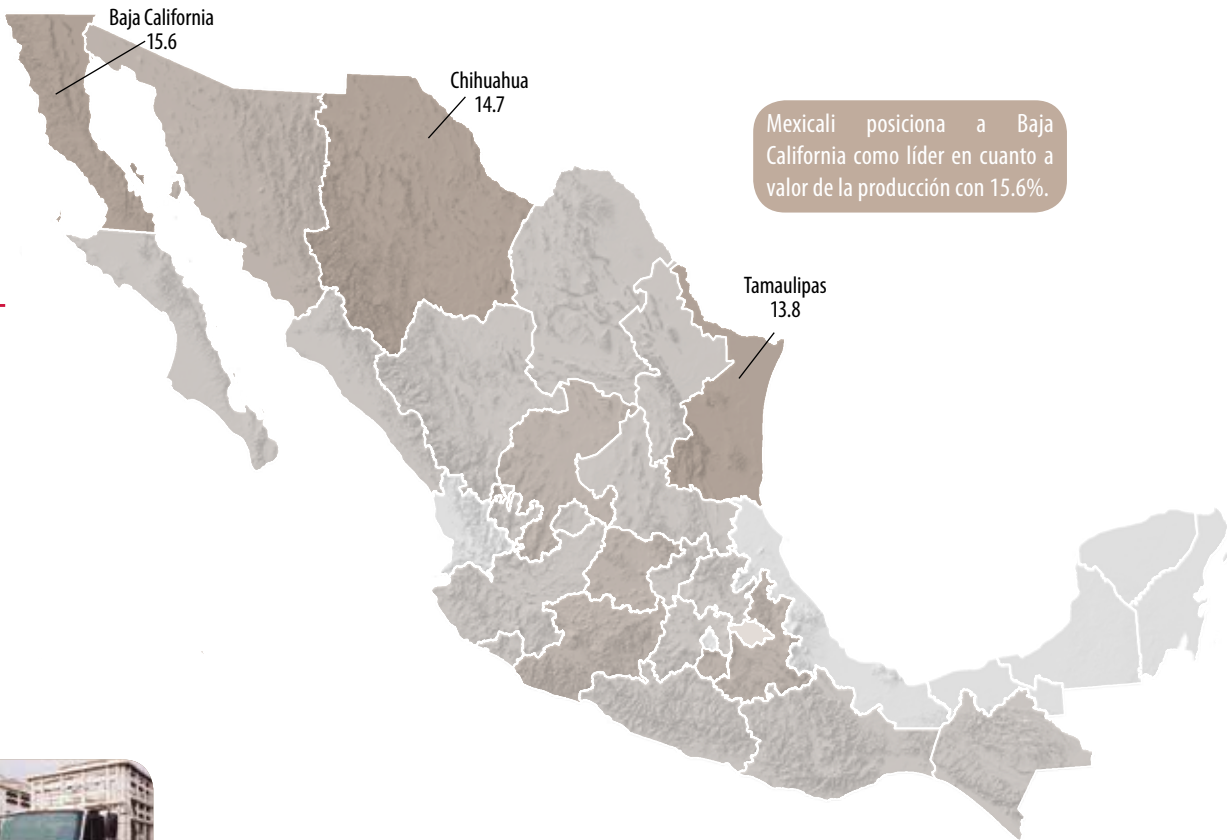 Baja California
15.6
Chihuahua
14.7
Mexicali posiciona a Baja
California como líder en cuanto a
valor de la producción con 15.6%.
Tamaulipas
13.8